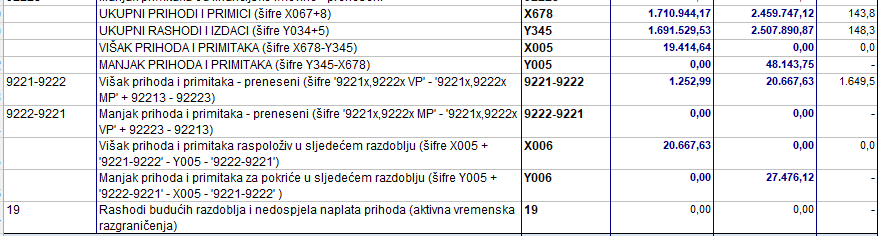 UKUPNI PRIHODI I PRIMICI (šifre X067+8) X678 1.710.944,17 2.459.747,12 143,8
UKUPNI RASHODI I IZDACI (šifre Y034+5) Y345 1.691.529,53 2.507.890,87 148,3
VIŠAK PRIHODA I PRIMITAKA (šifre X678-Y345) X005 19.414,64 0,00 0,0
MANJAK PRIHODA I PRIMITAKA (šifre Y345-X678) Y005 0,00 48.143,75 -
9221-9222 Višak prihoda i primitaka - preneseni (šifre '9221x,9222x VP' - '9221x,9222x 9221-9222 1.252,99 20.667,63 1.649,5
MP' + 92213 - 92223)
9222-9221 Manjak prihoda i primitaka - preneseni (šifre '9221x,9222x MP' - '9221x,9222x 9222-9221 0,00 0,00 -
VP' + 92223 - 92213)
Višak prihoda i primitaka raspoloživ u sljedećem razdoblju (šifre X005 + X006 20.667,63 0,00 0,0
'9221-9222' - Y005 - '9222-9221')
Manjak prihoda i primitaka za pokriće u sljedećem razdoblju (šifre Y005 + Y006 0,00 27.476,12 -
'9222-9221' - X005 - '9221-9222' )
19 Rashodi budućih razdoblja i nedospjela naplata prihoda (aktivna vremenska 19 0,00 0,00 -
razgraničenja)